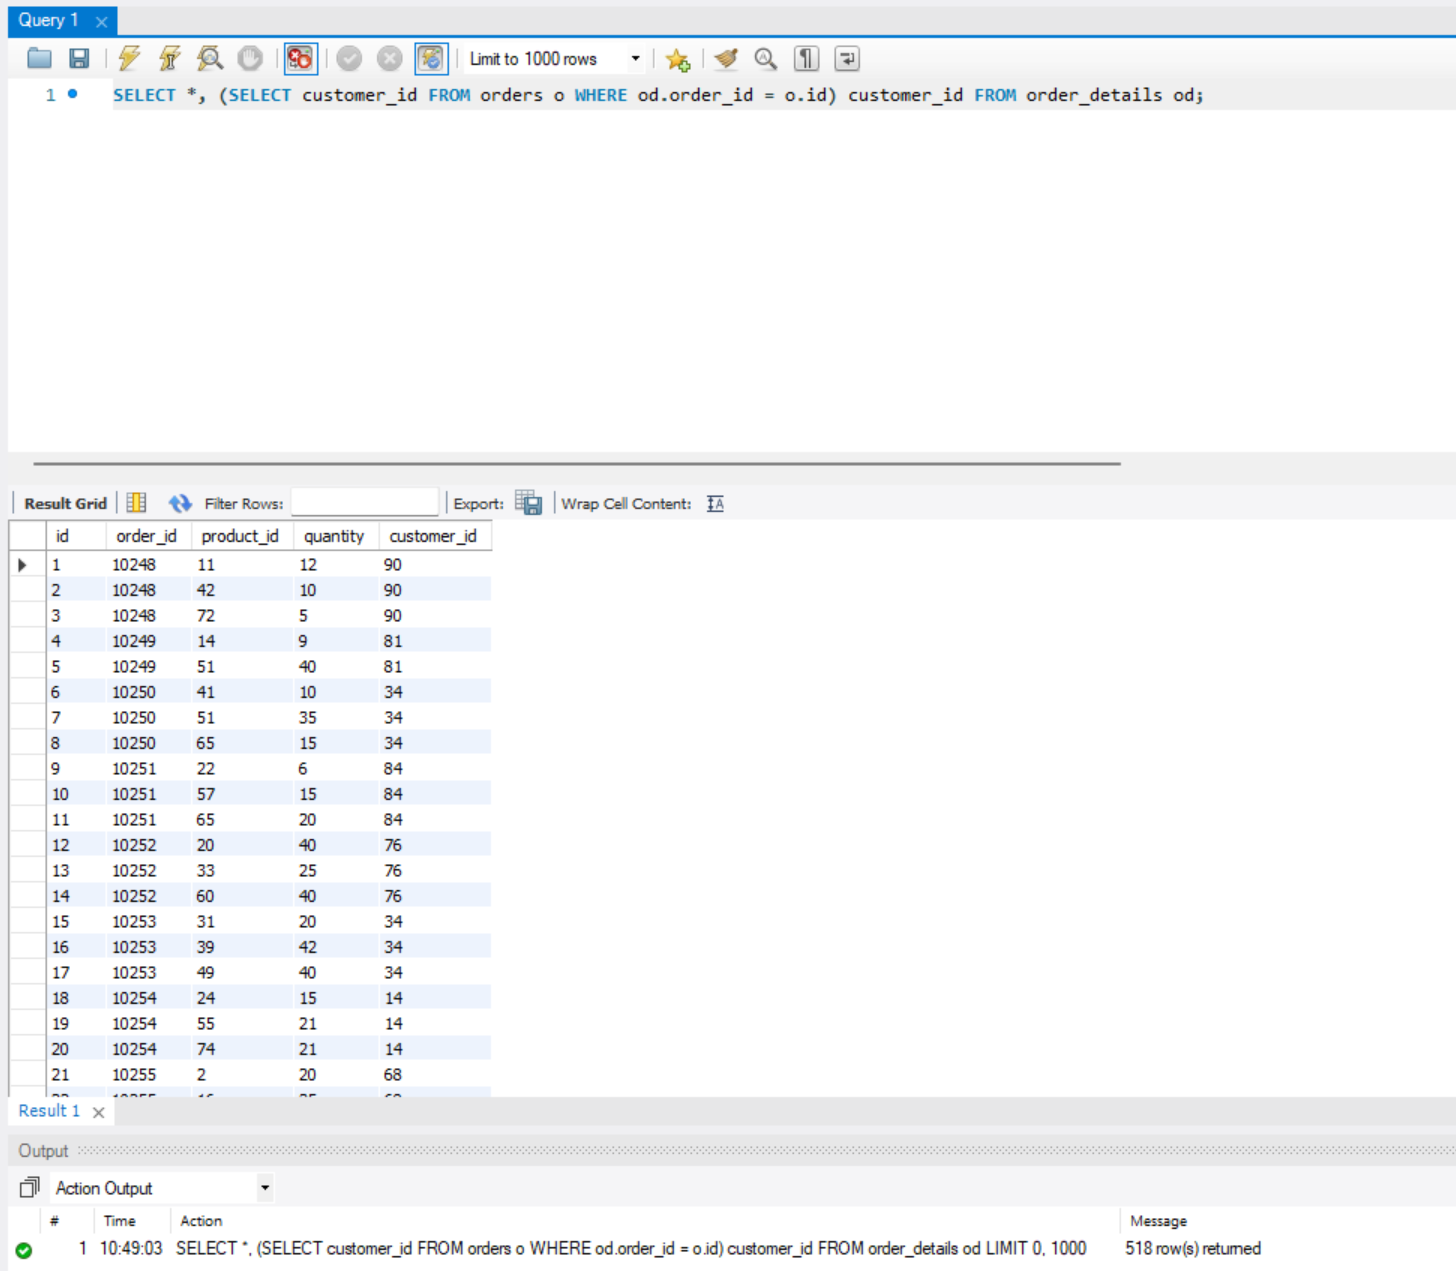 Query 1
Limit to 1000 rows
1 SELECT *, (SELECT customer_id FROM orders o WHERE od.order_id = o.id) customer_id FROM order_details od;
Result Grid Filter Rows: Export: Wrap Cell Content:
id order_id product_id quantity customer_id
1 10248 11 12 90
2 10248 42 10 90
3 10248 72 5 90
4 10249 14 9 81
5 10249 51 40 81
6 10250 41 10 34
7 10250 51 35 34
8 10250 65 15 34
9 10251 22 6 84
10 10251 57 15 84
11 10251 65 20 84
12 10252 20 40 76
13 10252 33 25 76
14 10252 60 40 76
15 10253 31 20 34
16 10253 39 42 34
17 10253 49 40 34
18 10254 24 15 14
19 10254 55 21 14
20 10254 74 21 14
21 10255 2 20 68
Result 1
Output
Action Output
# Time Action Message
1 10:49:03 SELECT *, (SELECT customer_id FROM orders o WHERE od.order_id = o.id) customer_id FROM order_details od LIMIT 0, 1000 518 row(s) returned